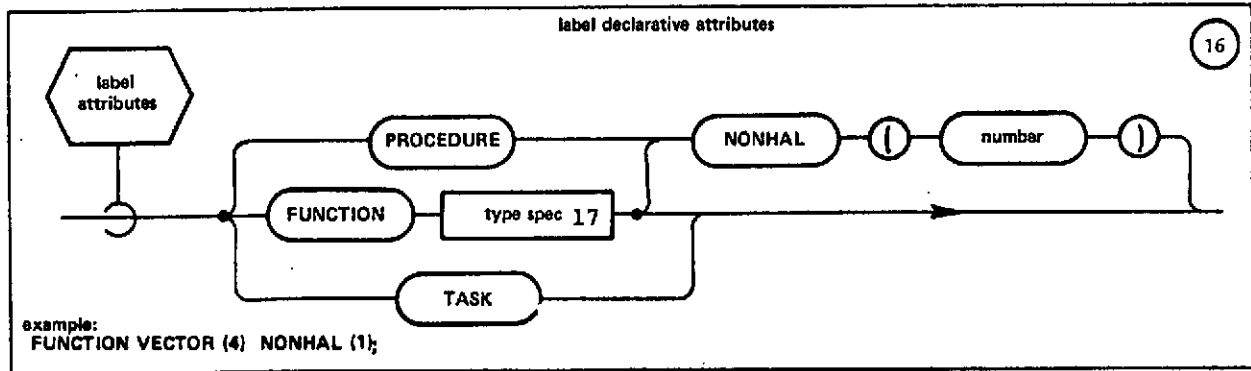 label declarative attributes
16
label
attributes
PROCEDURE
NONHAL
(
number
)
FUNCTION
type spec 17
TASK
example:
FUNCTION VECTOR (4) NONHAL (1);